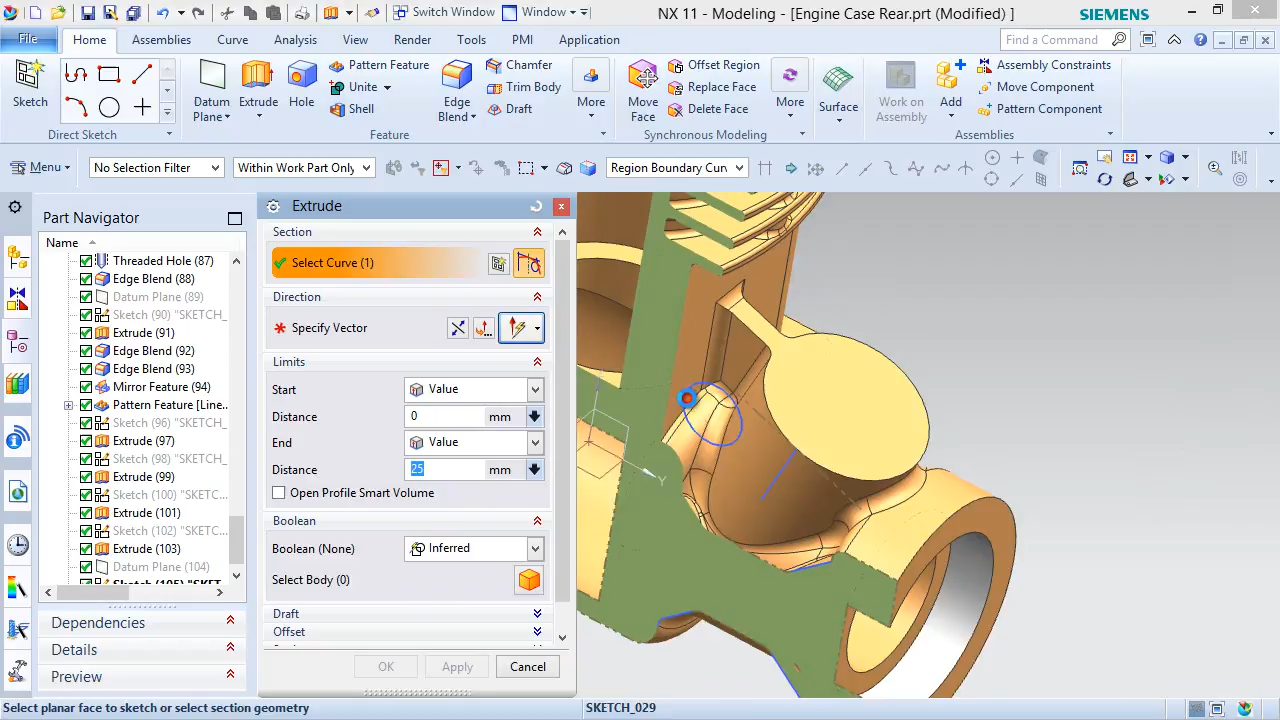 Switch Window Window
NX 11 - Modeling - [Engine Case Rear.prt (Modified) ]
SIEMENS
File Home Assemblies Curve Analysis View Render Tools PMI Application
Find a Command
Sketch
Direct Sketch
Datum Plane
Extrude
Hole
Pattern Feature
Unite
Shell
Edge Blend
Chamfer
Trim Body
Draft
More
Feature
Move Face
Offset Region
Replace Face
Delete Face
More
Synchronous Modeling
Surface
Work on Assembly
Add
Assembly Constraints
Move Component
Pattern Component
Assemblies
Menu
No Selection Filter
Within Work Part Only
Region Boundary Cun
Part Navigator
Name
Threaded Hole (87)
Edge Blend (88)
Datum Plane (89)
Sketch (90) "SKETCH_
Extrude (91)
Edge Blend (92)
Edge Blend (93)
Mirror Feature (94)
Pattern Feature [Line..
Sketch (96) "SKETCH_
Extrude (97)
Sketch (98) "SKETCH_
Extrude (99)
Sketch (100) "SKETC..
Extrude (101)
Sketch (102) "SKETC..
Extrude (103)
Datum Plane (104)
Sketch (105) "SKET
Dependencies
Details
Preview
Extrude
Section
Select Curve (1)
Direction
* Specify Vector
Limits
Start Value
Distance 0 mm
End Value
Distance 25 mm
Open Profile Smart Volume
Boolean
Boolean (None) Inferred
Select Body (0)
Draft
Offset
OK Apply Cancel
Y
Select planar face to sketch or select section geometry
SKETCH_029